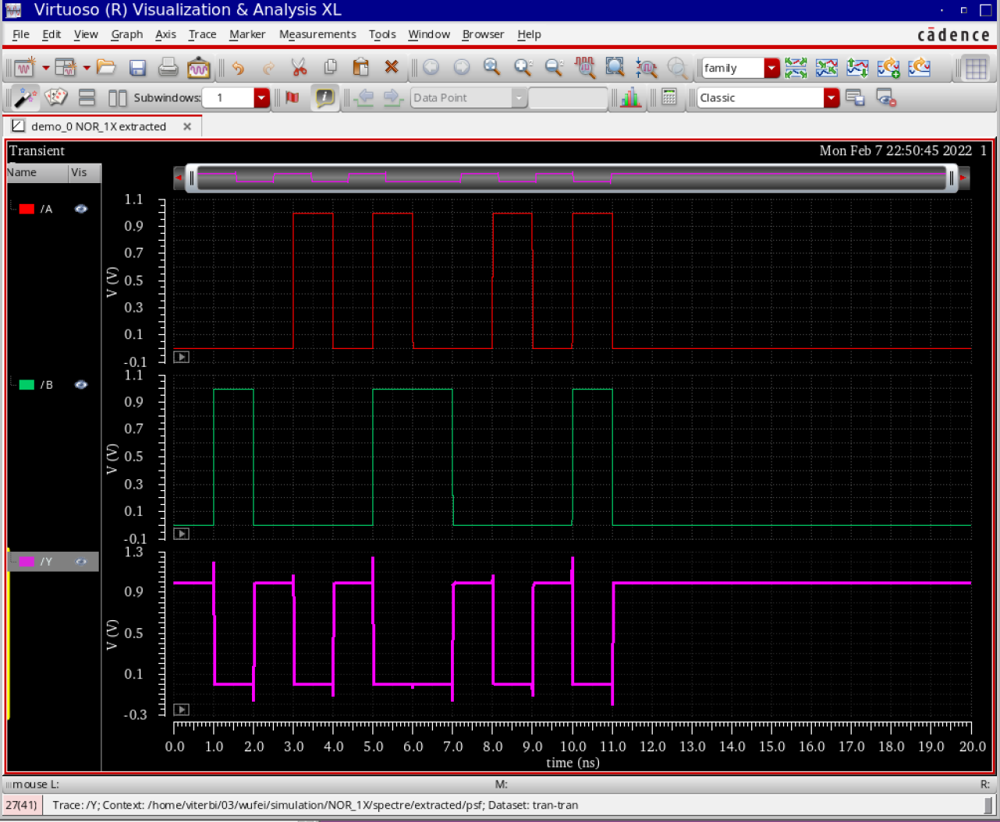 Virtuoso (R) Visualization & Analysis XL
File Edit View Graph Axis Trace Marker Measurements Tools Window Browser Help
cādence
family
Subwindows: 1 Data Point Classic
demo_0 NOR_1X extracted
Transient Mon Feb 7 22:50:45 2022 1
Name Vis
/A
1.1
0.9
0.7
0.5
0.3
0.1
-0.1
V (V)
/B
1.1
0.9
0.7
0.5
0.3
0.1
-0.1
V (V)
/Y
1.3
0.9
0.5
0.1
-0.3
V (V)
0.0 1.0 2.0 3.0 4.0 5.0 6.0 7.0 8.0 9.0 10.0 11.0 12.0 13.0 14.0 15.0 16.0 17.0 18.0 19.0 20.0
time (ns)
mouse L: M: R:
27(41) Trace: /Y; Context: /home/viterbi/03/wufei/simulation/NOR_1X/spectre/extracted/psf; Dataset: tran-tran